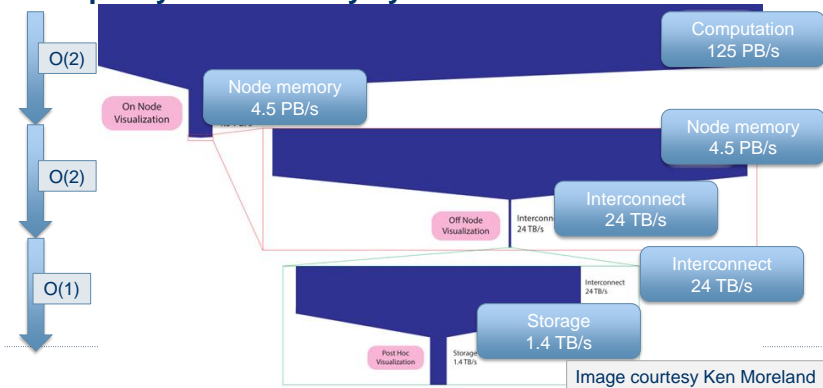 Computation
125 PB/s
O(2)
Node memory
4.5 PB/s
On Node
Visualization
Node memory
4.5 PB/s
O(2)
Interconnect
24 TB/s
Off Node
Visualization
24 TB/s
Interconnect
24 TB/s
O(1)
Interconnect
24 TB/s
Storage
1.4 TB/s
Post Hoc
Visualization
1.4 TB/s
Image courtesy Ken Moreland